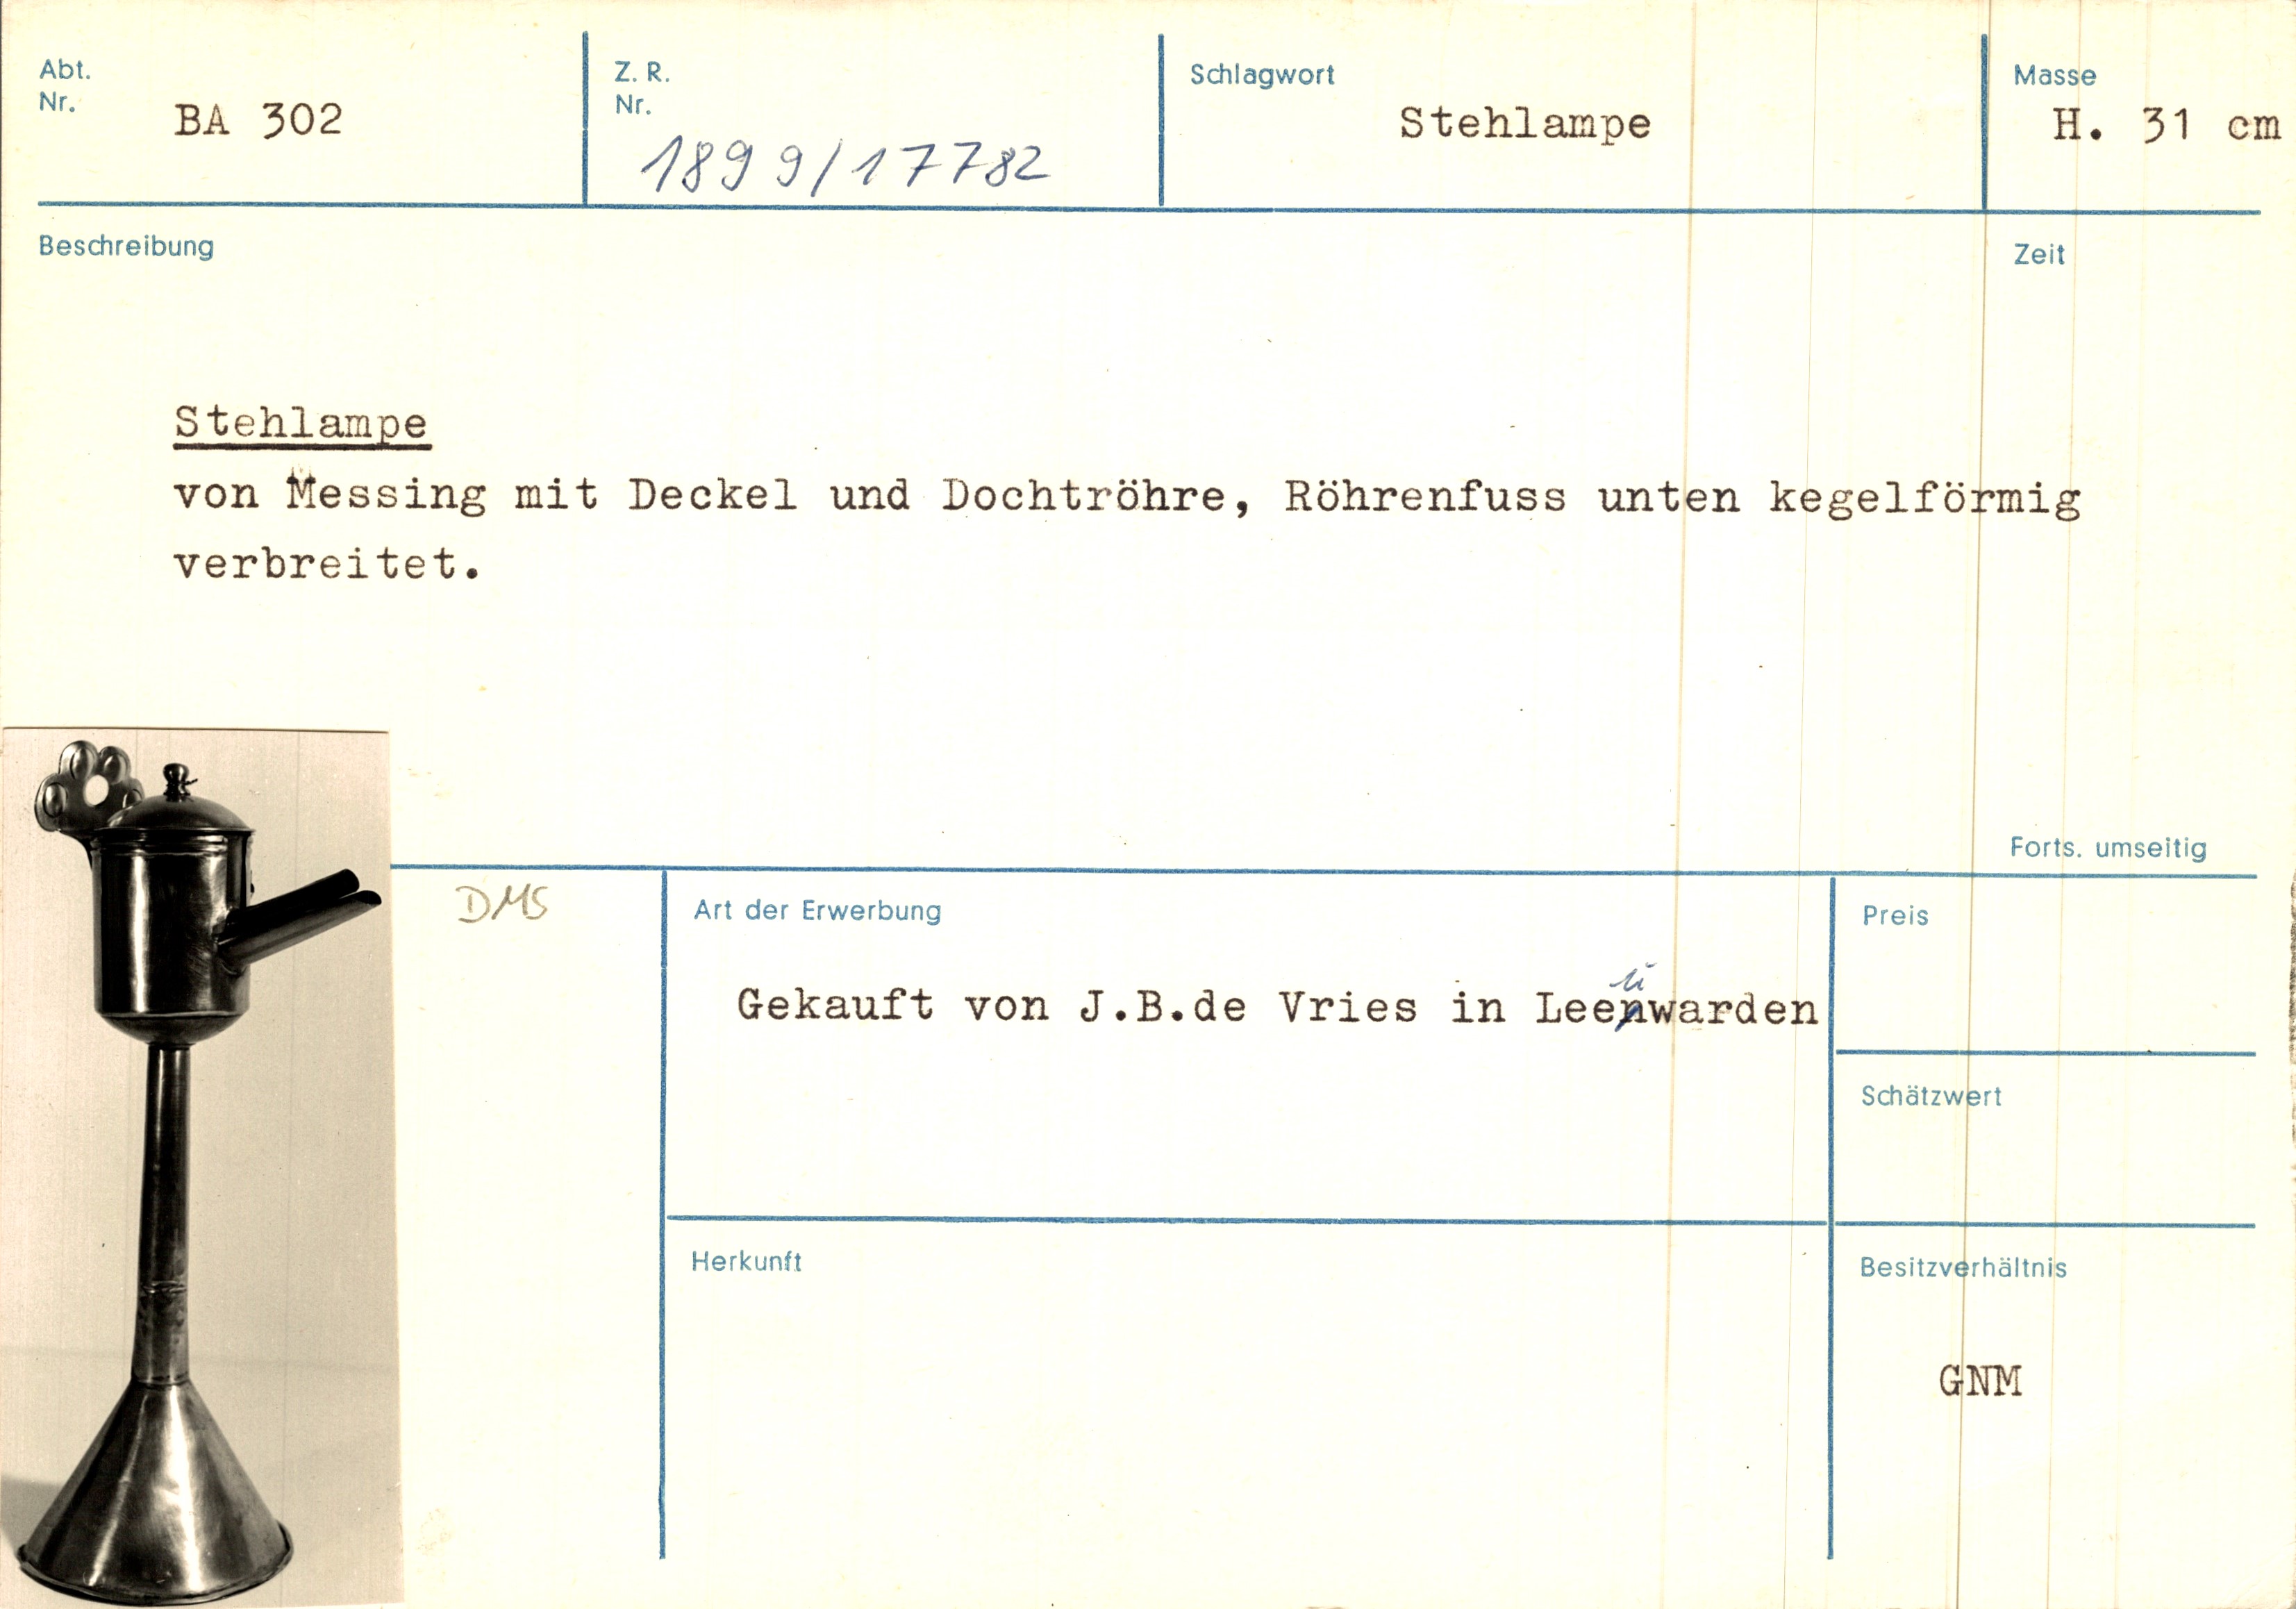 Abt.
Nr.
BA 302
Z. R.
Nr.
1899/17782
Schlagwort
Stehlampe
Masse
H. 31 cm
Beschreibung
Zeit
Stehlampe
von Messing mit Deckel und Dochtröhre, Röhrenfuss unten kegelförmig
verbreitet.
Forts. umseitig
DMS
Art der Erwerbung
Gekauft von J.B.de Vries in Leeuwarden
Preis
Schätzwert
Herkunft
Besitzverhältnis
GNM